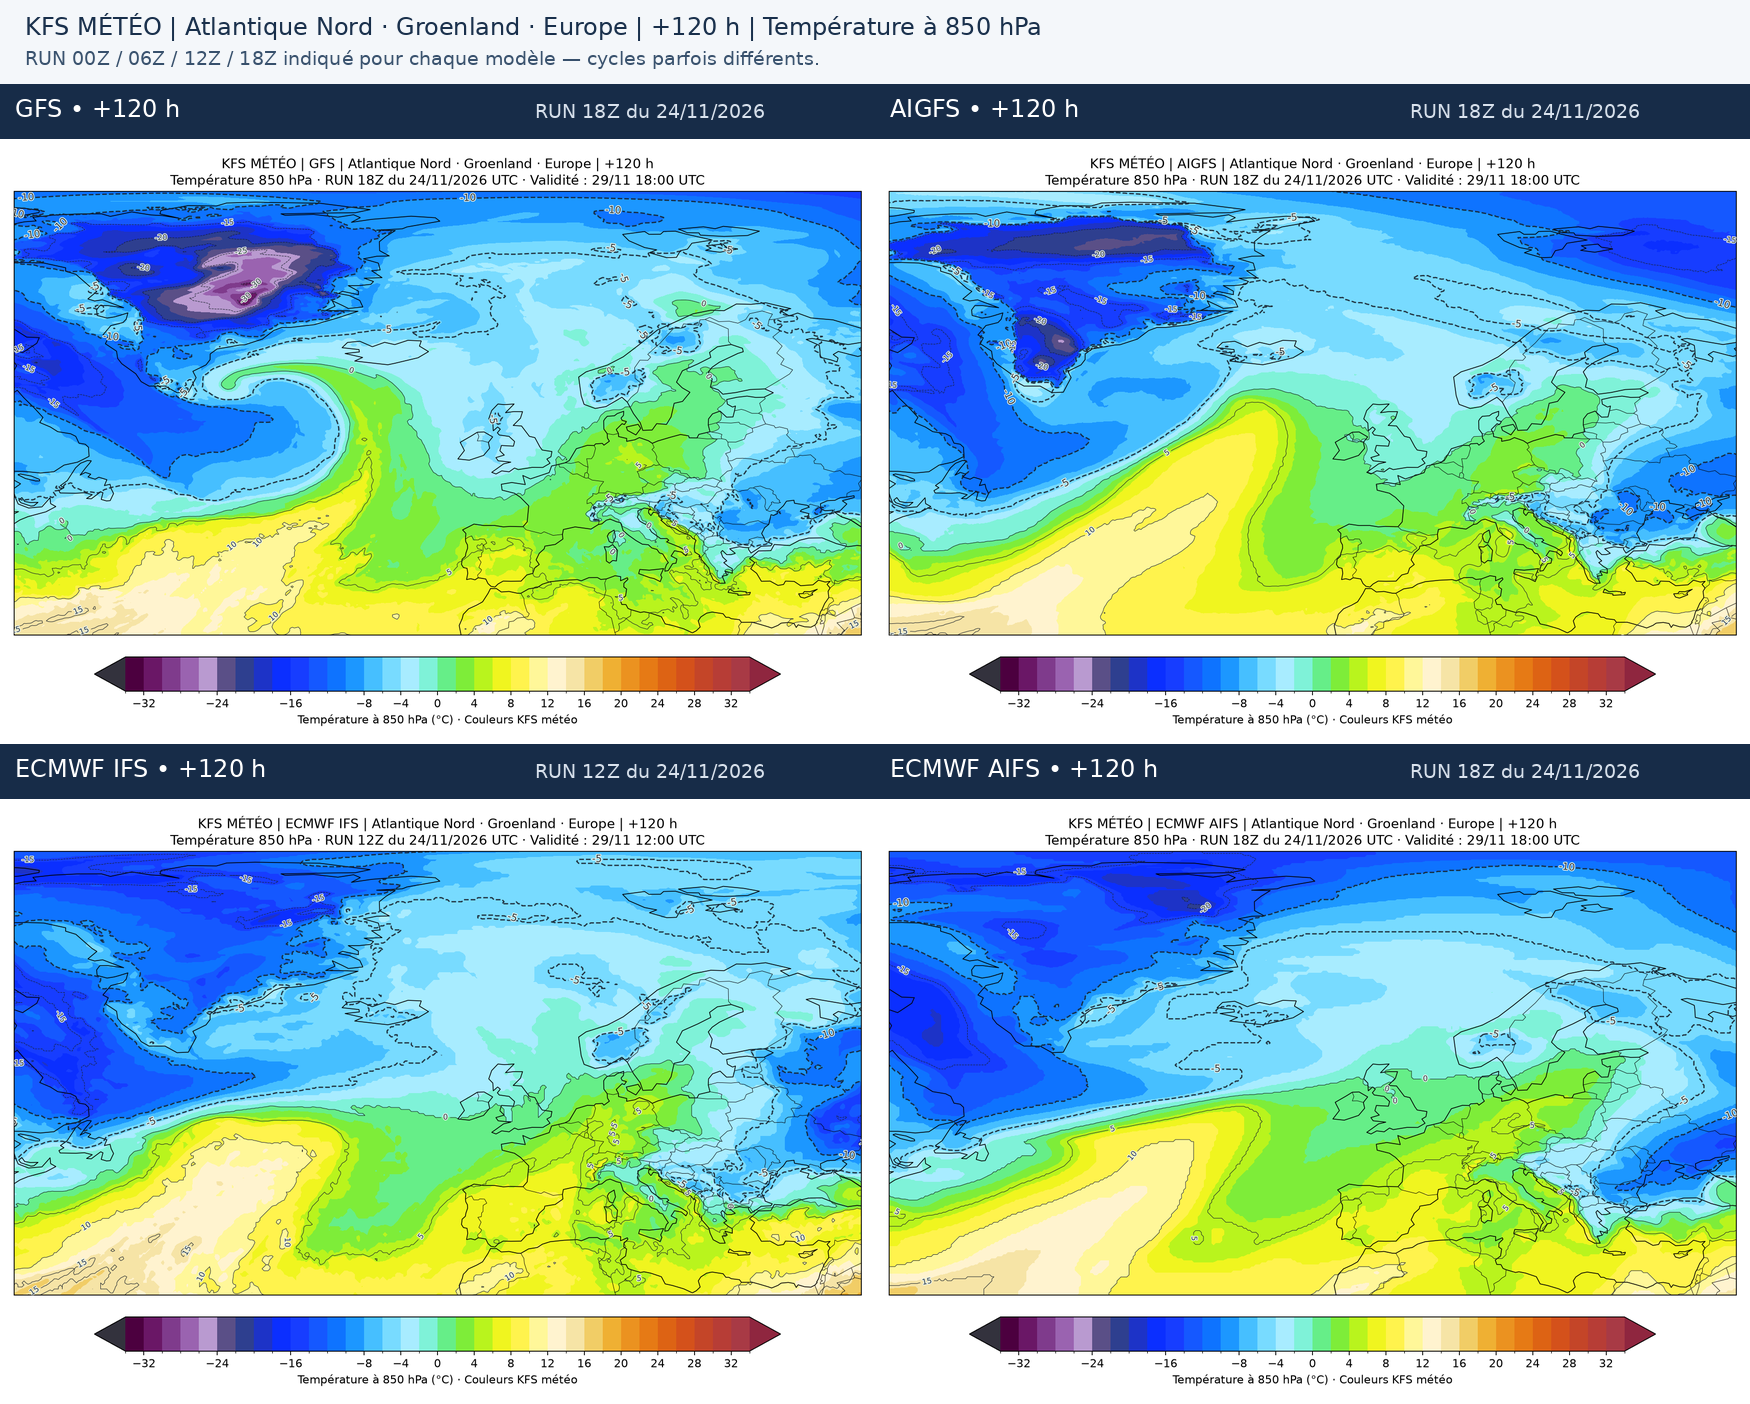 KFS MÉTÉO | Atlantique Nord · Groenland · Europe | +120 h | Température à 850 hPa
RUN 00Z / 06Z / 12Z / 18Z indiqué pour chaque modèle — cycles parfois différents.
GFS • +120 h
RUN 18Z du 24/11/2026
AIGFS • +120 h
RUN 18Z du 24/11/2026
KFS MÉTÉO | GFS | Atlantique Nord · Groenland · Europe | +120 h
Température 850 hPa · RUN 18Z du 24/11/2026 UTC · Validité : 29/11 18:00 UTC
KFS MÉTÉO | AIGFS | Atlantique Nord · Groenland · Europe | +120 h
Température 850 hPa · RUN 18Z du 24/11/2026 UTC · Validité : 29/11 18:00 UTC
−32 −24 −16 −8 −4 0 4 8 12 16 20 24 28 32
Température à 850 hPa (°C) · Couleurs KFS météo
−32 −24 −16 −8 −4 0 4 8 12 16 20 24 28 32
Température à 850 hPa (°C) · Couleurs KFS météo
ECMWF IFS • +120 h
RUN 12Z du 24/11/2026
ECMWF AIFS • +120 h
RUN 18Z du 24/11/2026
KFS MÉTÉO | ECMWF IFS | Atlantique Nord · Groenland · Europe | +120 h
Température 850 hPa · RUN 12Z du 24/11/2026 UTC · Validité : 29/11 12:00 UTC
KFS MÉTÉO | ECMWF AIFS | Atlantique Nord · Groenland · Europe | +120 h
Température 850 hPa · RUN 18Z du 24/11/2026 UTC · Validité : 29/11 18:00 UTC
−32 −24 −16 −8 −4 0 4 8 12 16 20 24 28 32
Température à 850 hPa (°C) · Couleurs KFS météo
−32 −24 −16 −8 −4 0 4 8 12 16 20 24 28 32
Température à 850 hPa (°C) · Couleurs KFS météo